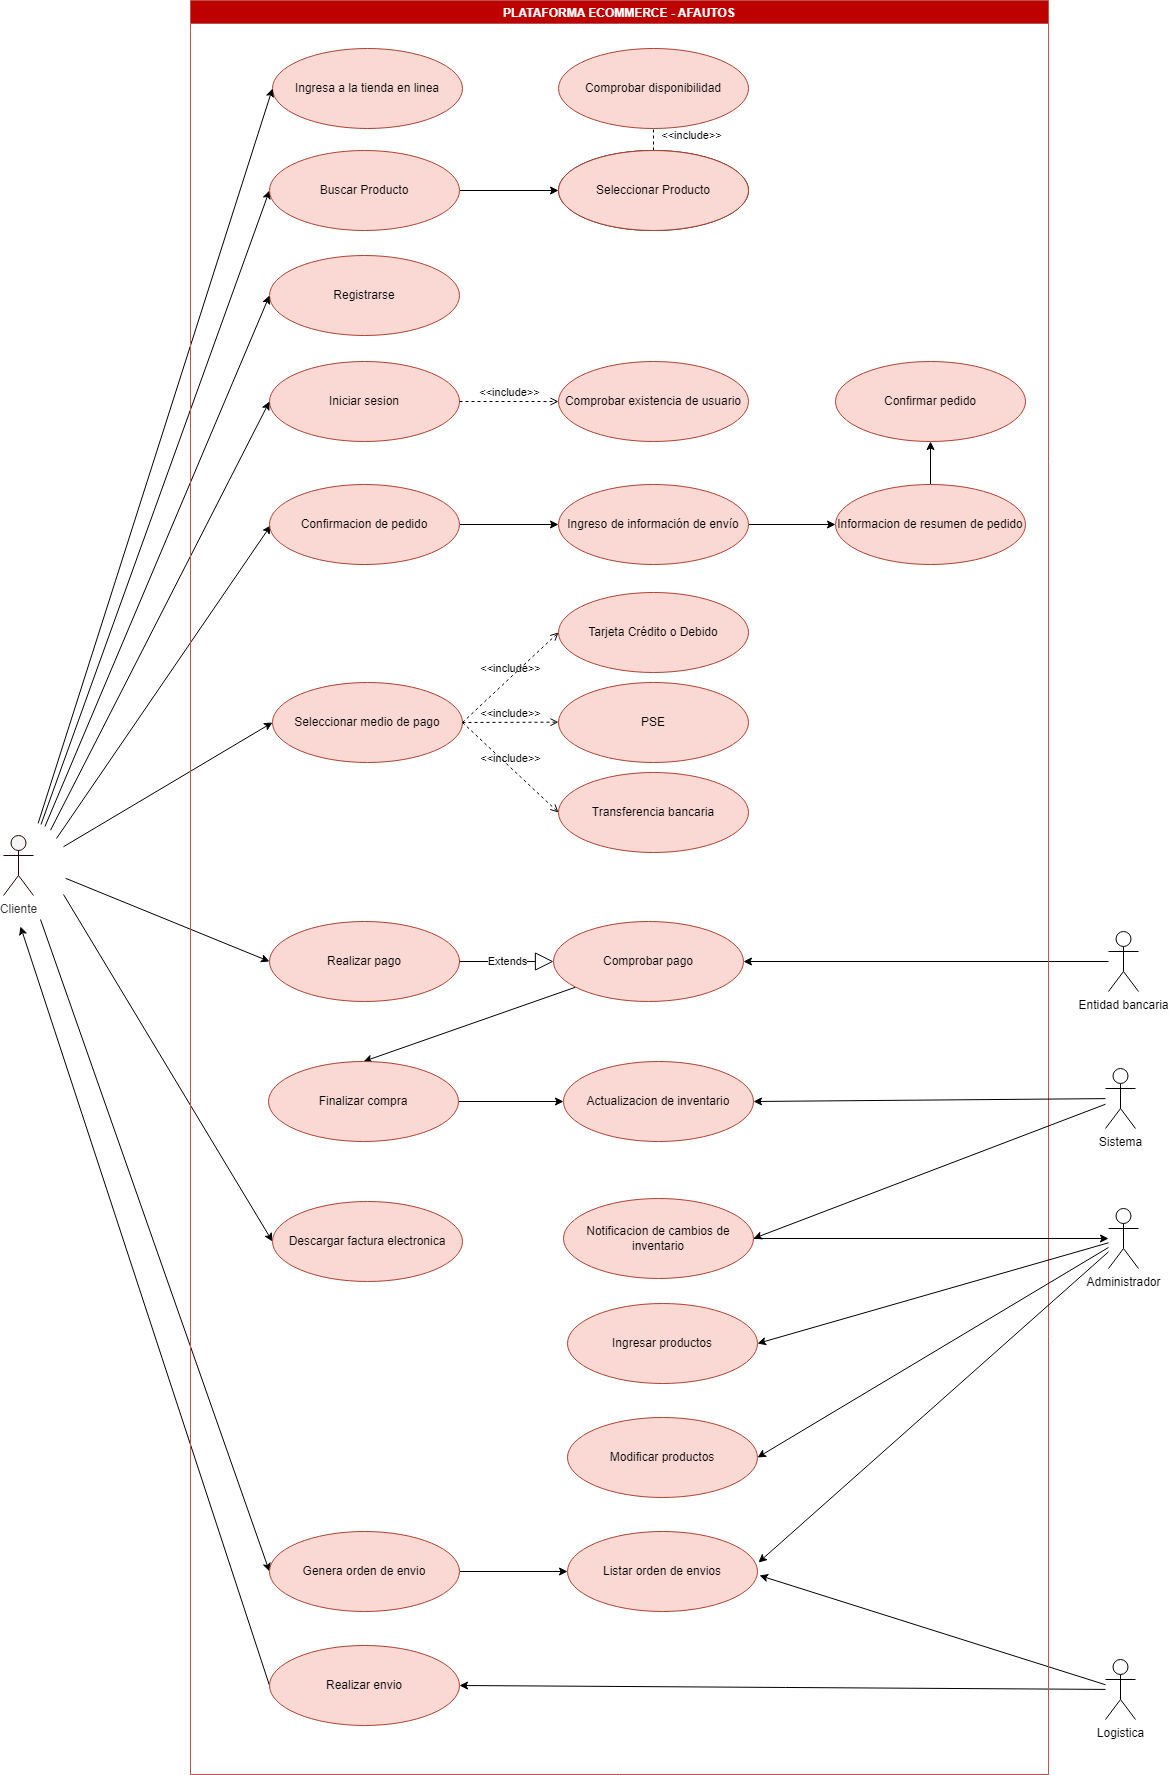 PLATAFORMA ECOMMERCE - AFAUTOS
Ingresa a la tienda en linea
Comprobar disponibilidad
<<include>>
Buscar Producto
Seleccionar Producto
Registrarse
Iniciar sesion
<<include>>
Comprobar existencia de usuario
Confirmar pedido
Confirmacion de pedido
Ingreso de información de envío
Informacion de resumen de pedido
Tarjeta Crédito o Debido
<<include>>
Seleccionar medio de pago
<<include>>
PSE
<<include>>
Transferencia bancaria
Cliente
Realizar pago
Extends
Comprobar pago
Entidad bancaria
Finalizar compra
Actualizacion de inventario
Sistema
Descargar factura electronica
Notificacion de cambios de
inventario
Administrador
Ingresar productos
Modificar productos
Genera orden de envio
Listar orden de envios
Realizar envio
Logistica